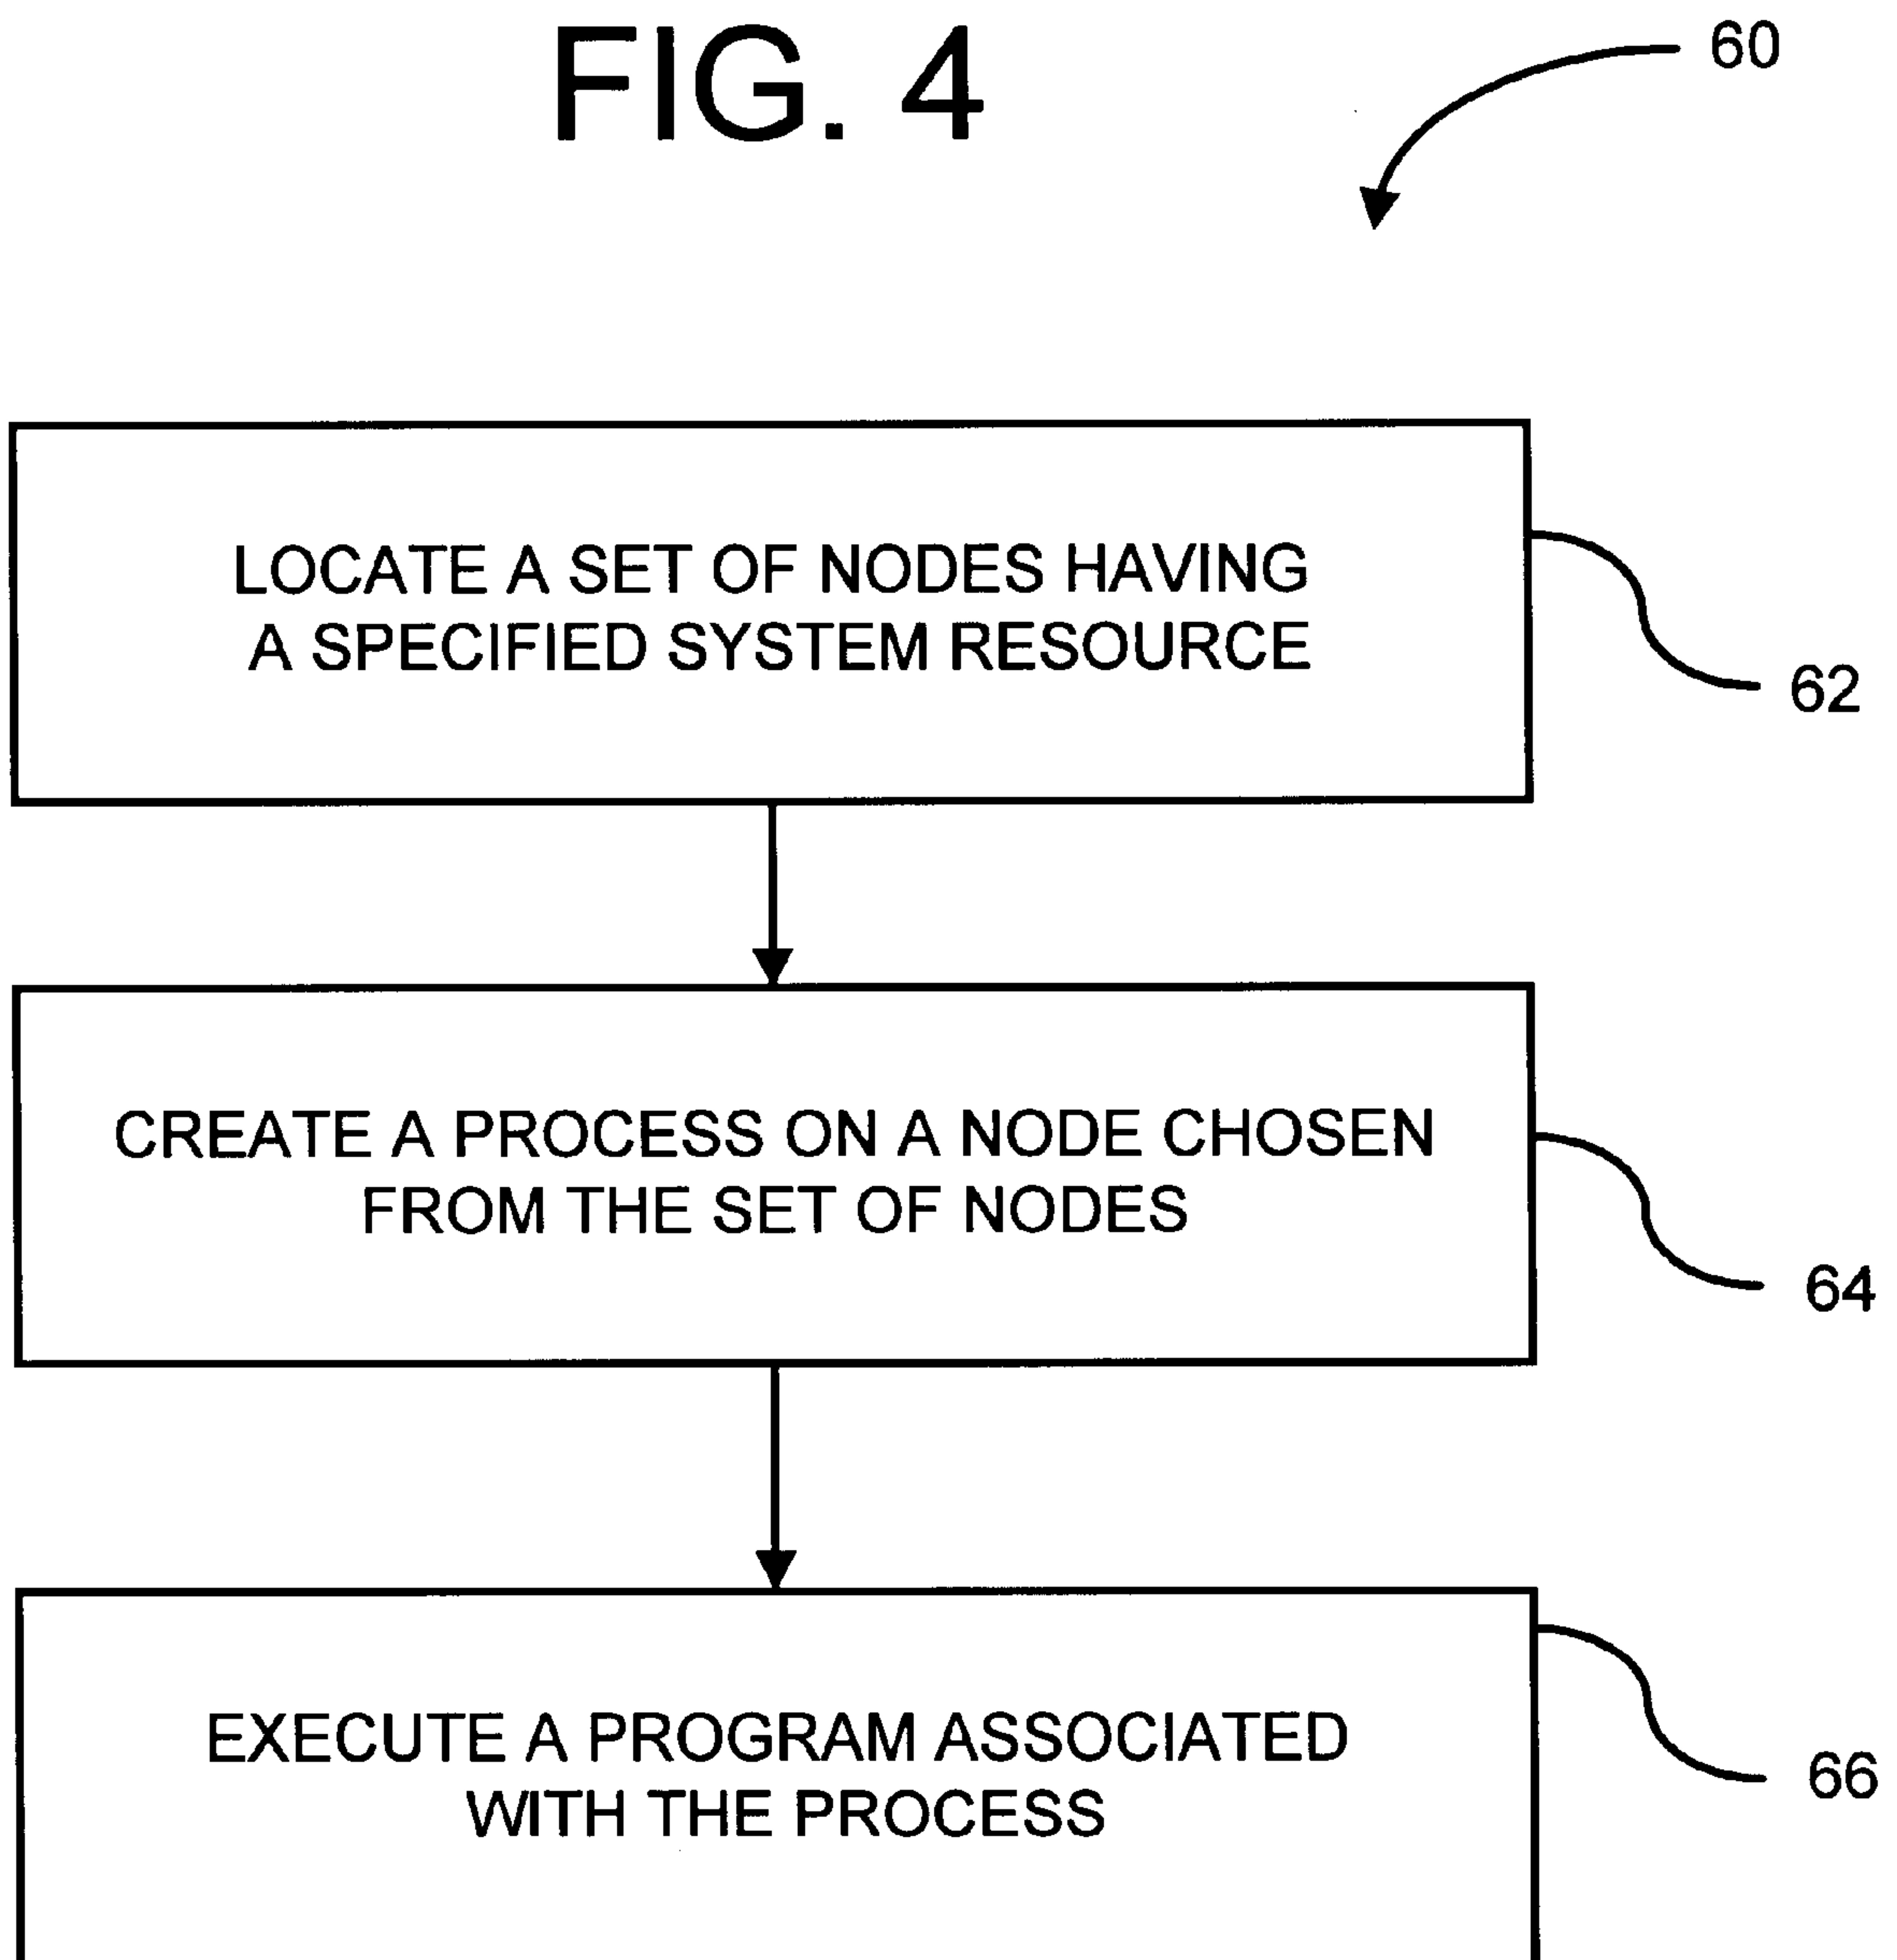 FIG. 4
60
LOCATE A SET OF NODES HAVING
A SPECIFIED SYSTEM RESOURCE
62
CREATE A PROCESS ON A NODE CHOSEN
FROM THE SET OF NODES
64
EXECUTE A PROGRAM ASSOCIATED
WITH THE PROCESS
66